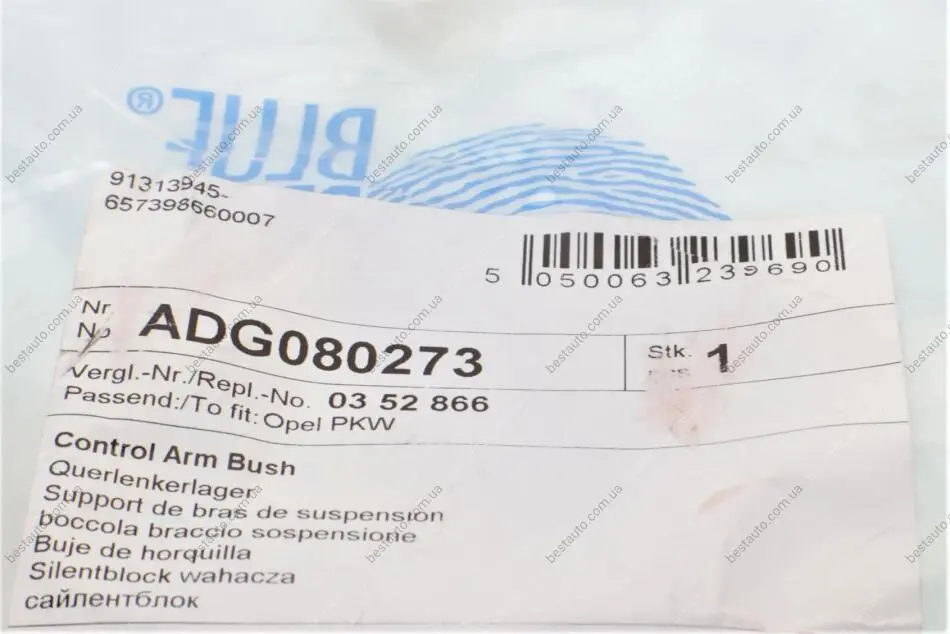 BLUE®
91313945-
657398660007
5 050063 239690
Nr
No
ADG080273
Stk. 1
Vergl.-Nr./Repl.-No. 03 52 866
Passend:/To fit: Opel PKW
Control Arm Bush
Querlenkerlager
Support de bras de suspension
boccola braccio sospensione
Buje de horquilla
Silentblock wahacza
сайлентблок
bestauto.com.ua